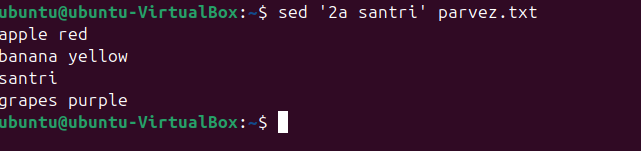 ubuntu@ubuntu-VirtualBox:~$ sed '2a santri' parvez.txt
apple red
banana yellow
santri
grapes purple
ubuntu@ubuntu-VirtualBox:~$